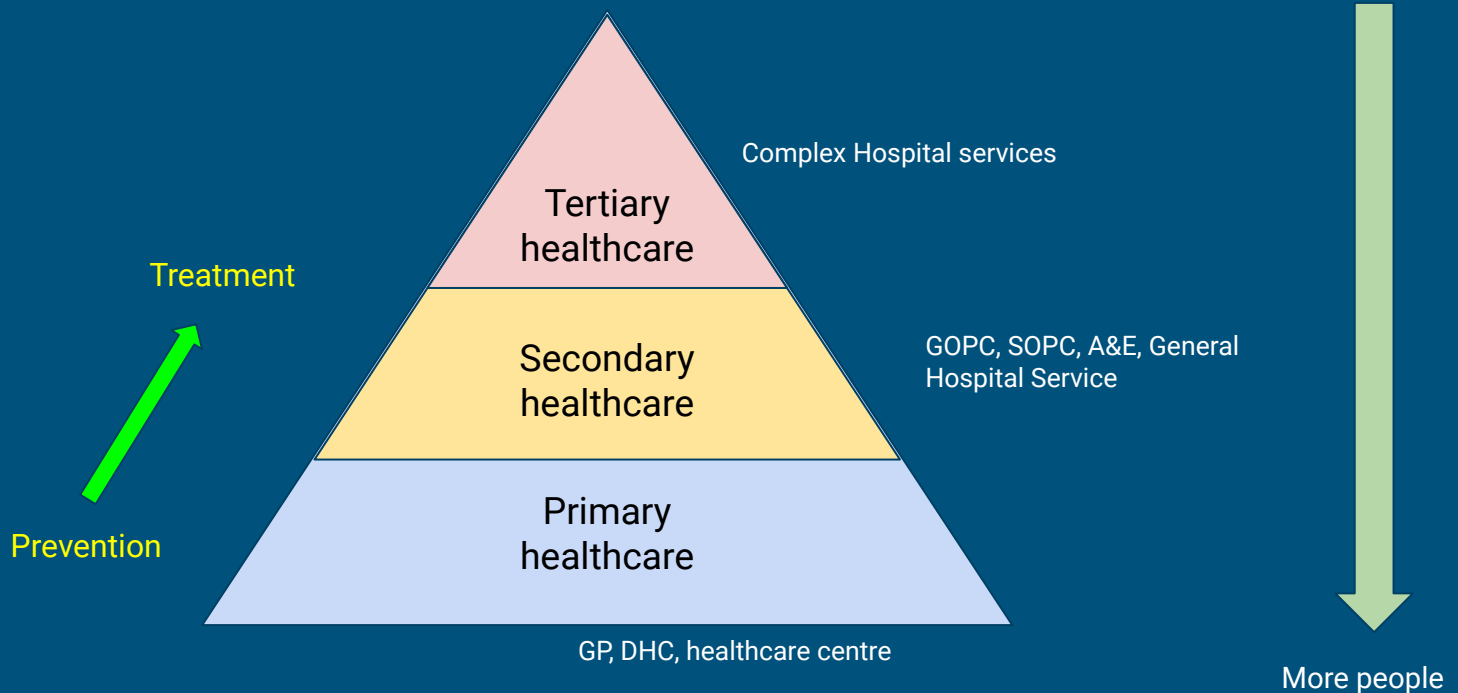 Complex Hospital services
Tertiary
healthcare
Treatment
GOPC, SOPC, A&E, General
Hospital Service
Secondary
healthcare
Primary
healthcare
Prevention
GP, DHC, healthcare centre
More people